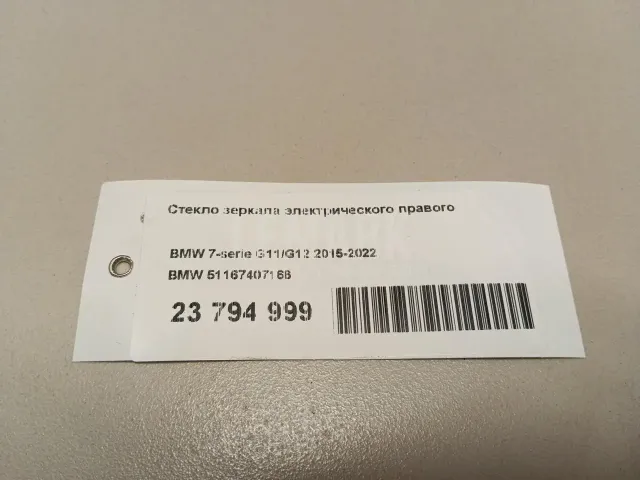 Стекло зеркала электрического правого
BMW 7-serie G11/G12 2015-2022
BMW 51167407168
23 794 999